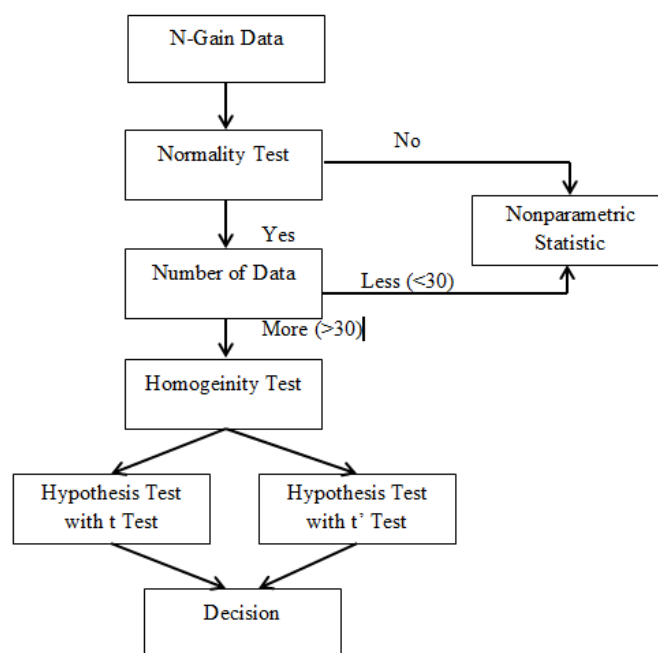 N-Gain Data
Normality Test
No
Nonparametric
Statistic
Yes
Number of Data
Less (<30)
More (>30)
Homogeinity Test
Hypothesis Test
with t Test
Hypothesis Test
with t’ Test
Decision